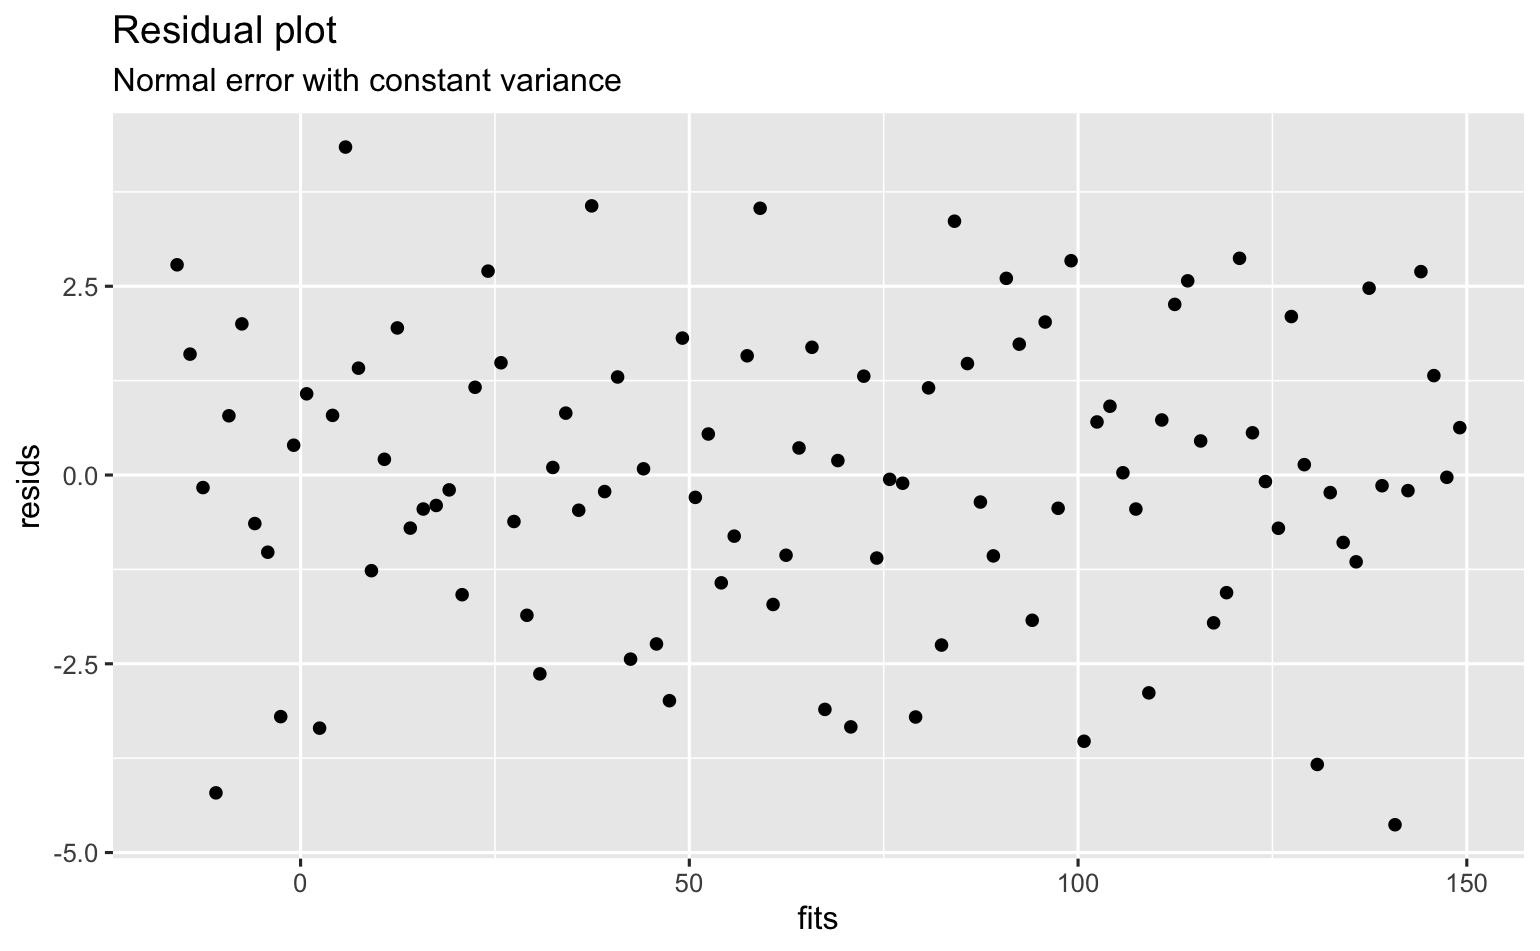 Residual plot
Normal error with constant variance
resids
2.5
0.0
-2.5
-5.0
0 50 100 150
fits